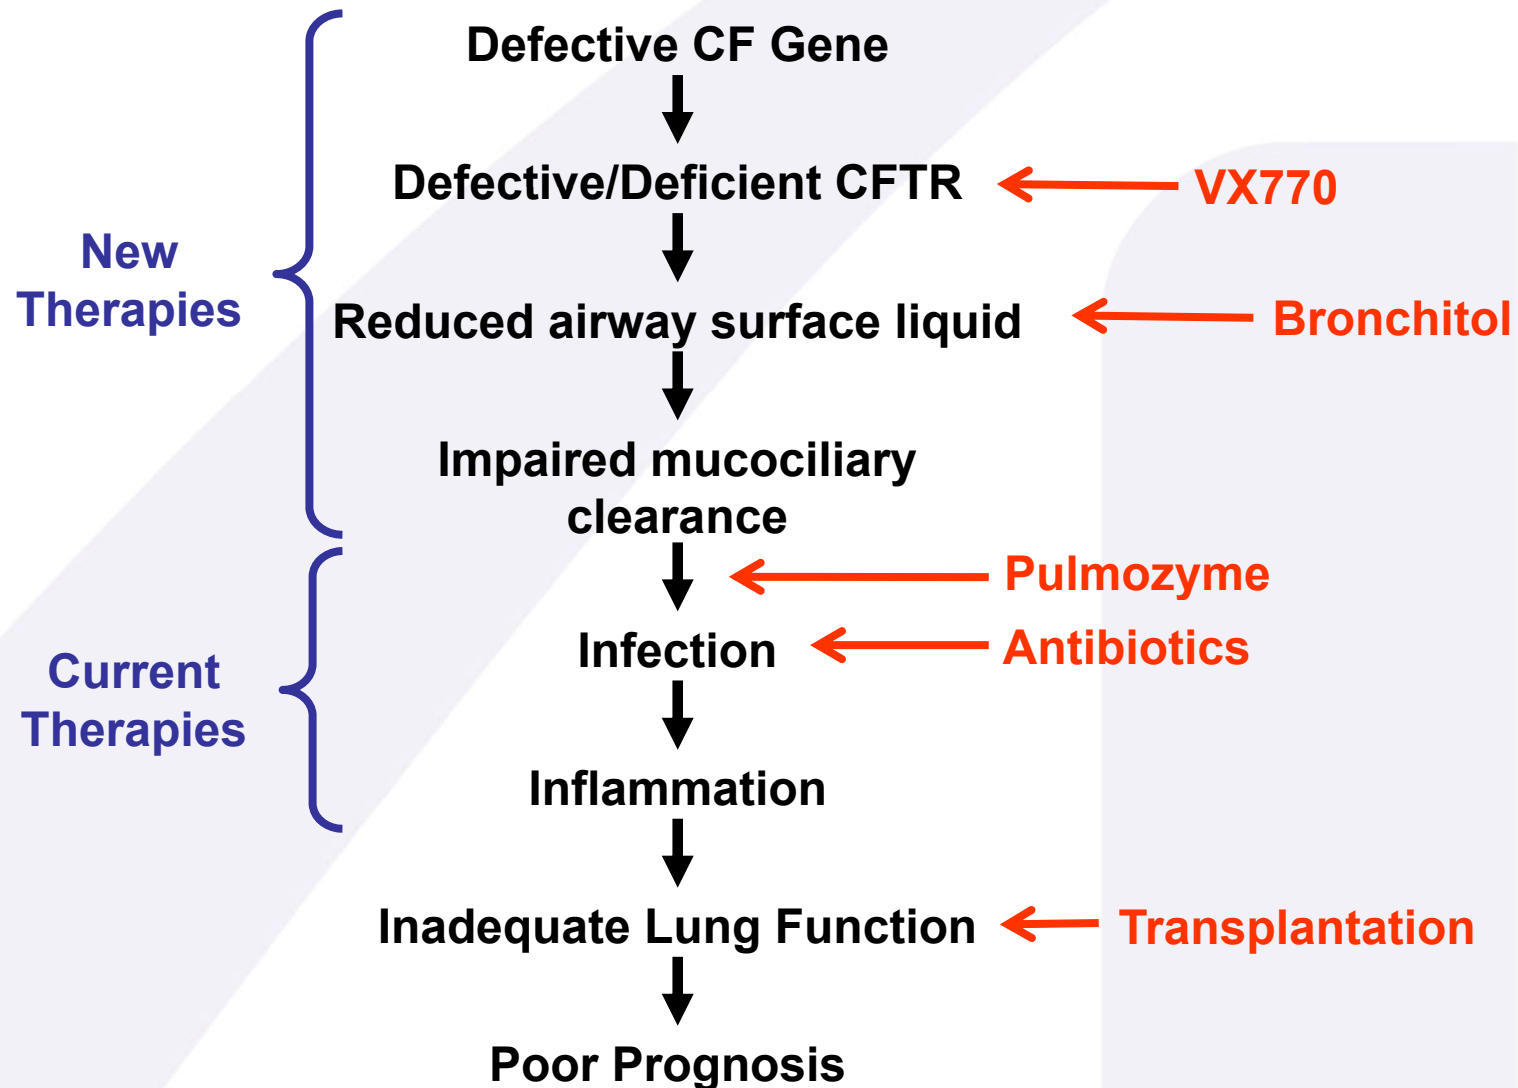 Defective CF Gene
Defective/Deficient CFTR
VX770
New
Therapies
Reduced airway surface liquid
Bronchitol
Impaired mucociliary
clearance
Pulmozyme
Infection
Antibiotics
Current
Therapies
Inflammation
Inadequate Lung Function
Transplantation
Poor Prognosis